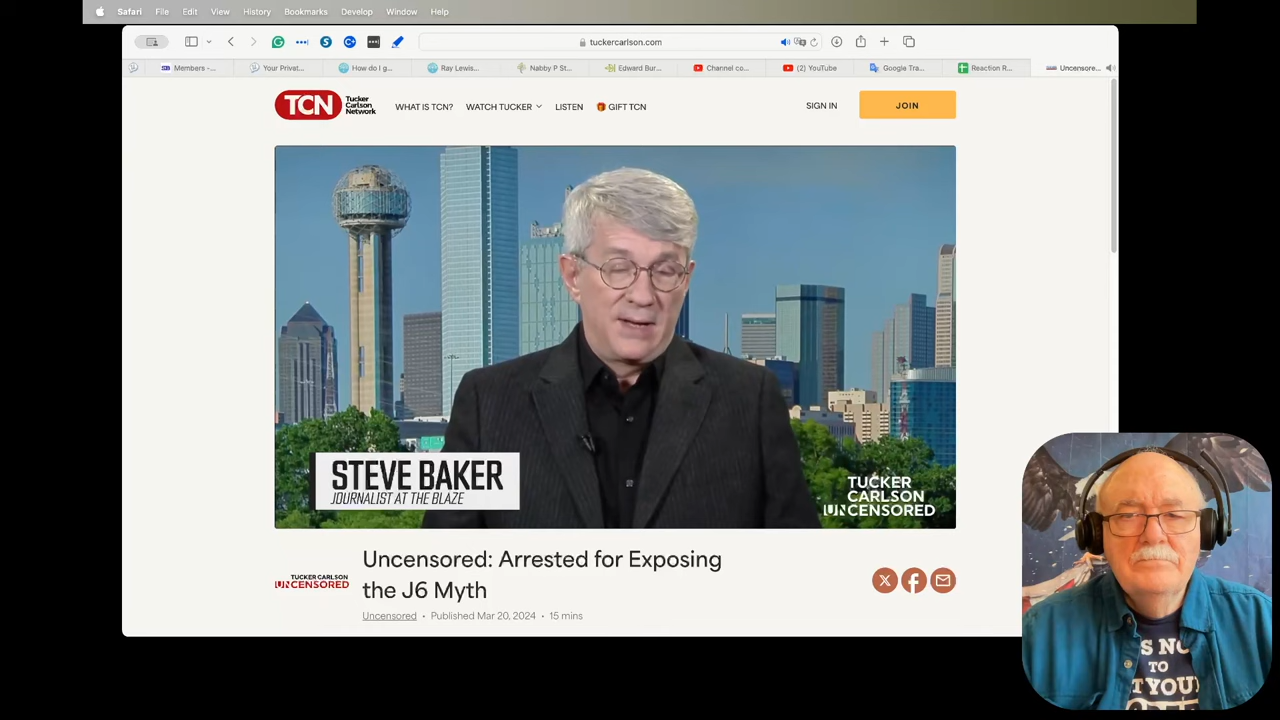 Safari File Edit View History Bookmarks Develop Window Help
tuckercarlson.com
Members –... Your Privat... How do I g... Ray Lewis... Nabby P St... Edward Bur... Channel co... (2) YouTube Google Tra... Reaction R... Uncensore...
TCN Tucker Carlson Network WHAT IS TCN? WATCH TUCKER LISTEN GIFT TCN SIGN IN JOIN
STEVE BAKER
JOURNALIST AT THE BLAZE
TUCKER
CARLSON
UNCENSORED
Uncensored: Arrested for Exposing
the J6 Myth
TUCKER CARLSON
UNCENSORED
Uncensored • Published Mar 20, 2024 • 15 mins
S NO
TO
T YOU